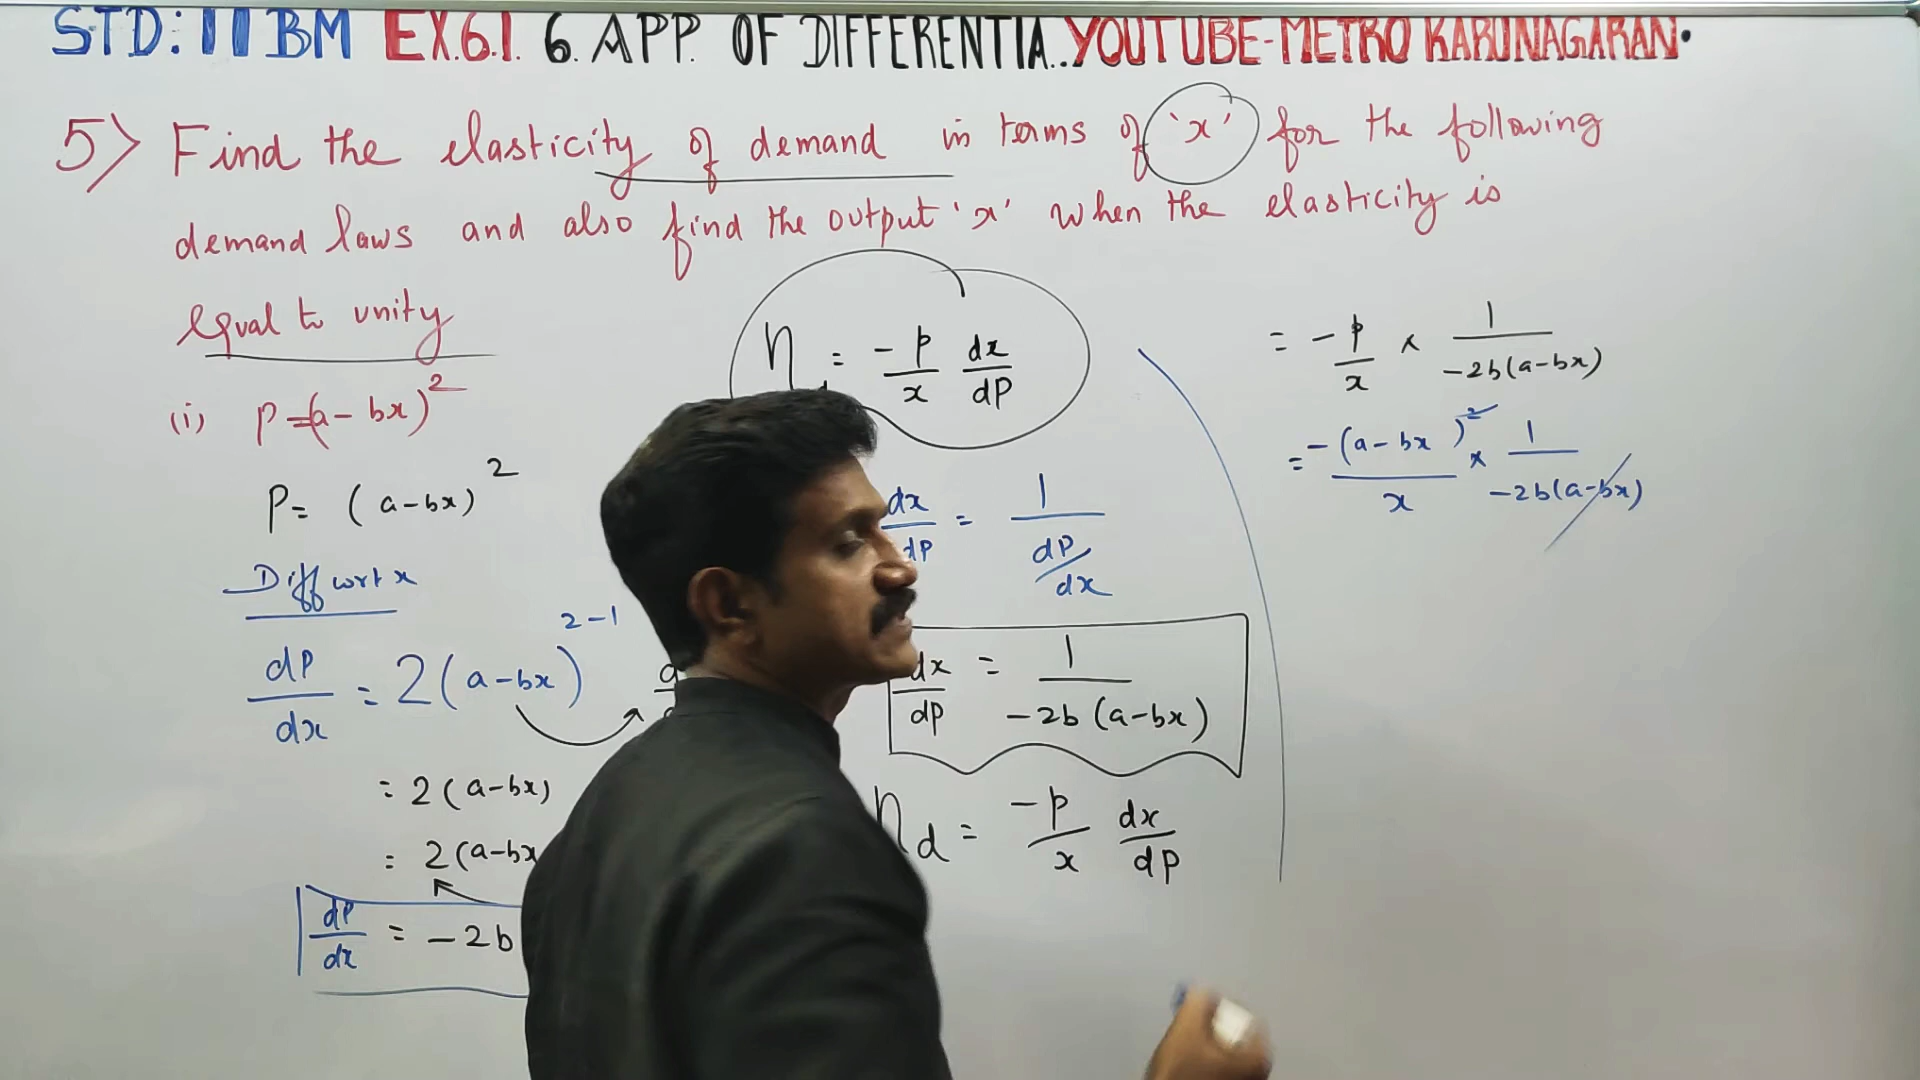 STD: 11 BM EX.6.1. 6. APP. OF DIFFERENTIA.. YOUTUBE-METRO KARUNAGARAN.
5) Find the elasticity of demand in terms of 'x' for the following
demand laws and also find the output 'x' when the elasticity is
equal to unity
(i) P=(a-bx)^2
P= (a-bx)^2
Diff wrt x
dP/dx = 2(a-bx)^2-1
= 2(a-bx)
= 2(a-bx
dP/dx = -2b
η = -p/x dx/dP
dx/dP = 1/(dP/dx)
dx/dP = 1/-2b(a-bx)
ηd = -p/x dx/dP
= -p/x × 1/-2b(a-bx)
= -(a-bx)^2/x × 1/-2b(a-bx)